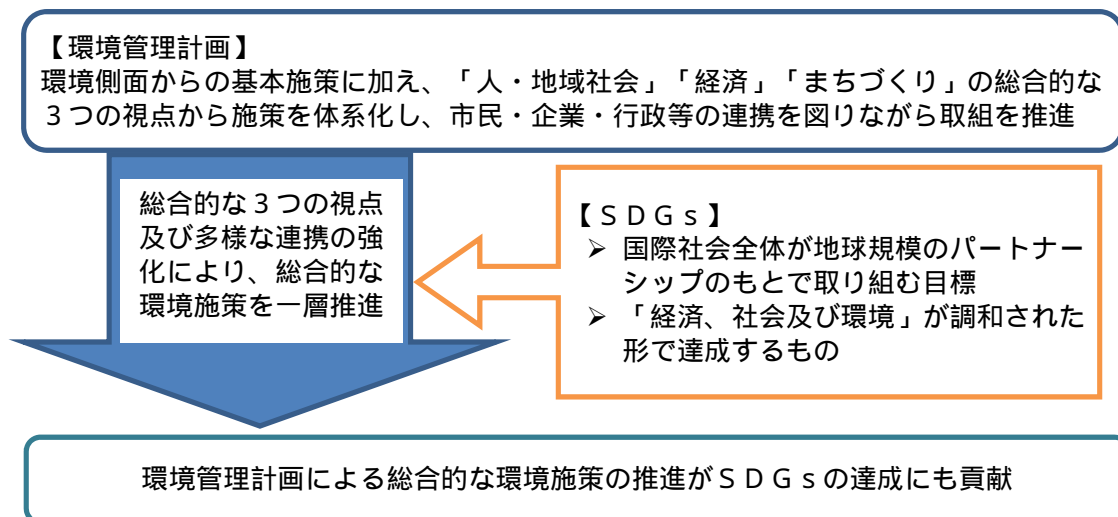 【環境管理計画】
環境側面からの基本施策に加え、「人・地域社会」「経済」「まちづくり」の総合的な
３つの視点から施策を体系化し、市民・企業・行政等の連携を図りながら取組を推進
総合的な３つの視点
及び多様な連携の強
化により、総合的な
環境施策を一層推進
【ＳＤＧｓ】
➢ 国際社会全体が地球規模のパートナー
シップのもとで取り組む目標
➢ 「経済、社会及び環境」が調和された
形で達成するもの
環境管理計画による総合的な環境施策の推進がＳＤＧｓの達成にも貢献